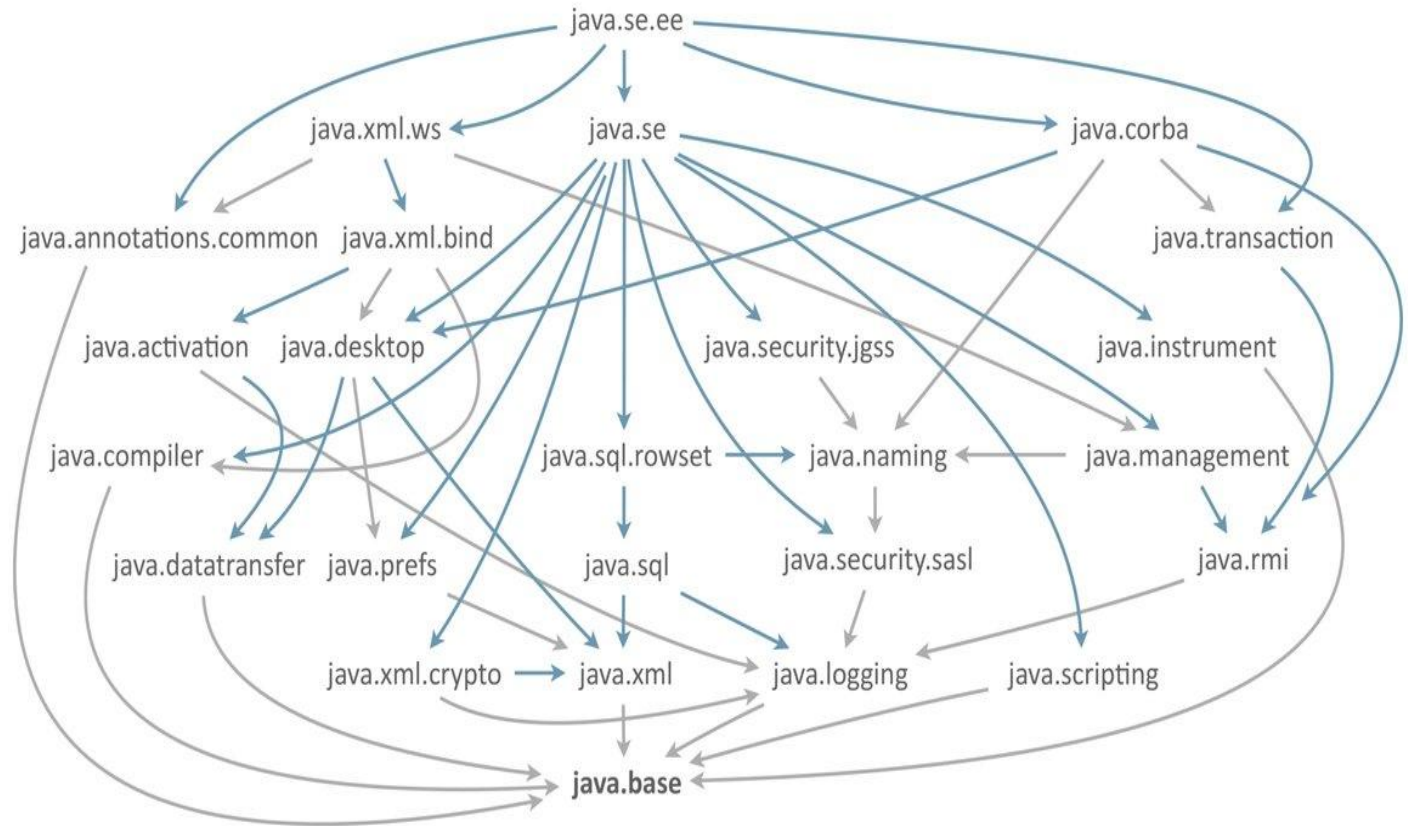 java.se.ee
java.xml.ws java.se java.corba
java.annotations.common java.xml.bind java.transaction
java.activation java.desktop java.security.jgss java.instrument
java.compiler java.sql.rowset java.naming java.management
java.datatransfer java.prefs java.sql java.security.sasl java.rmi
java.xml.crypto java.xml java.logging java.scripting
java.base